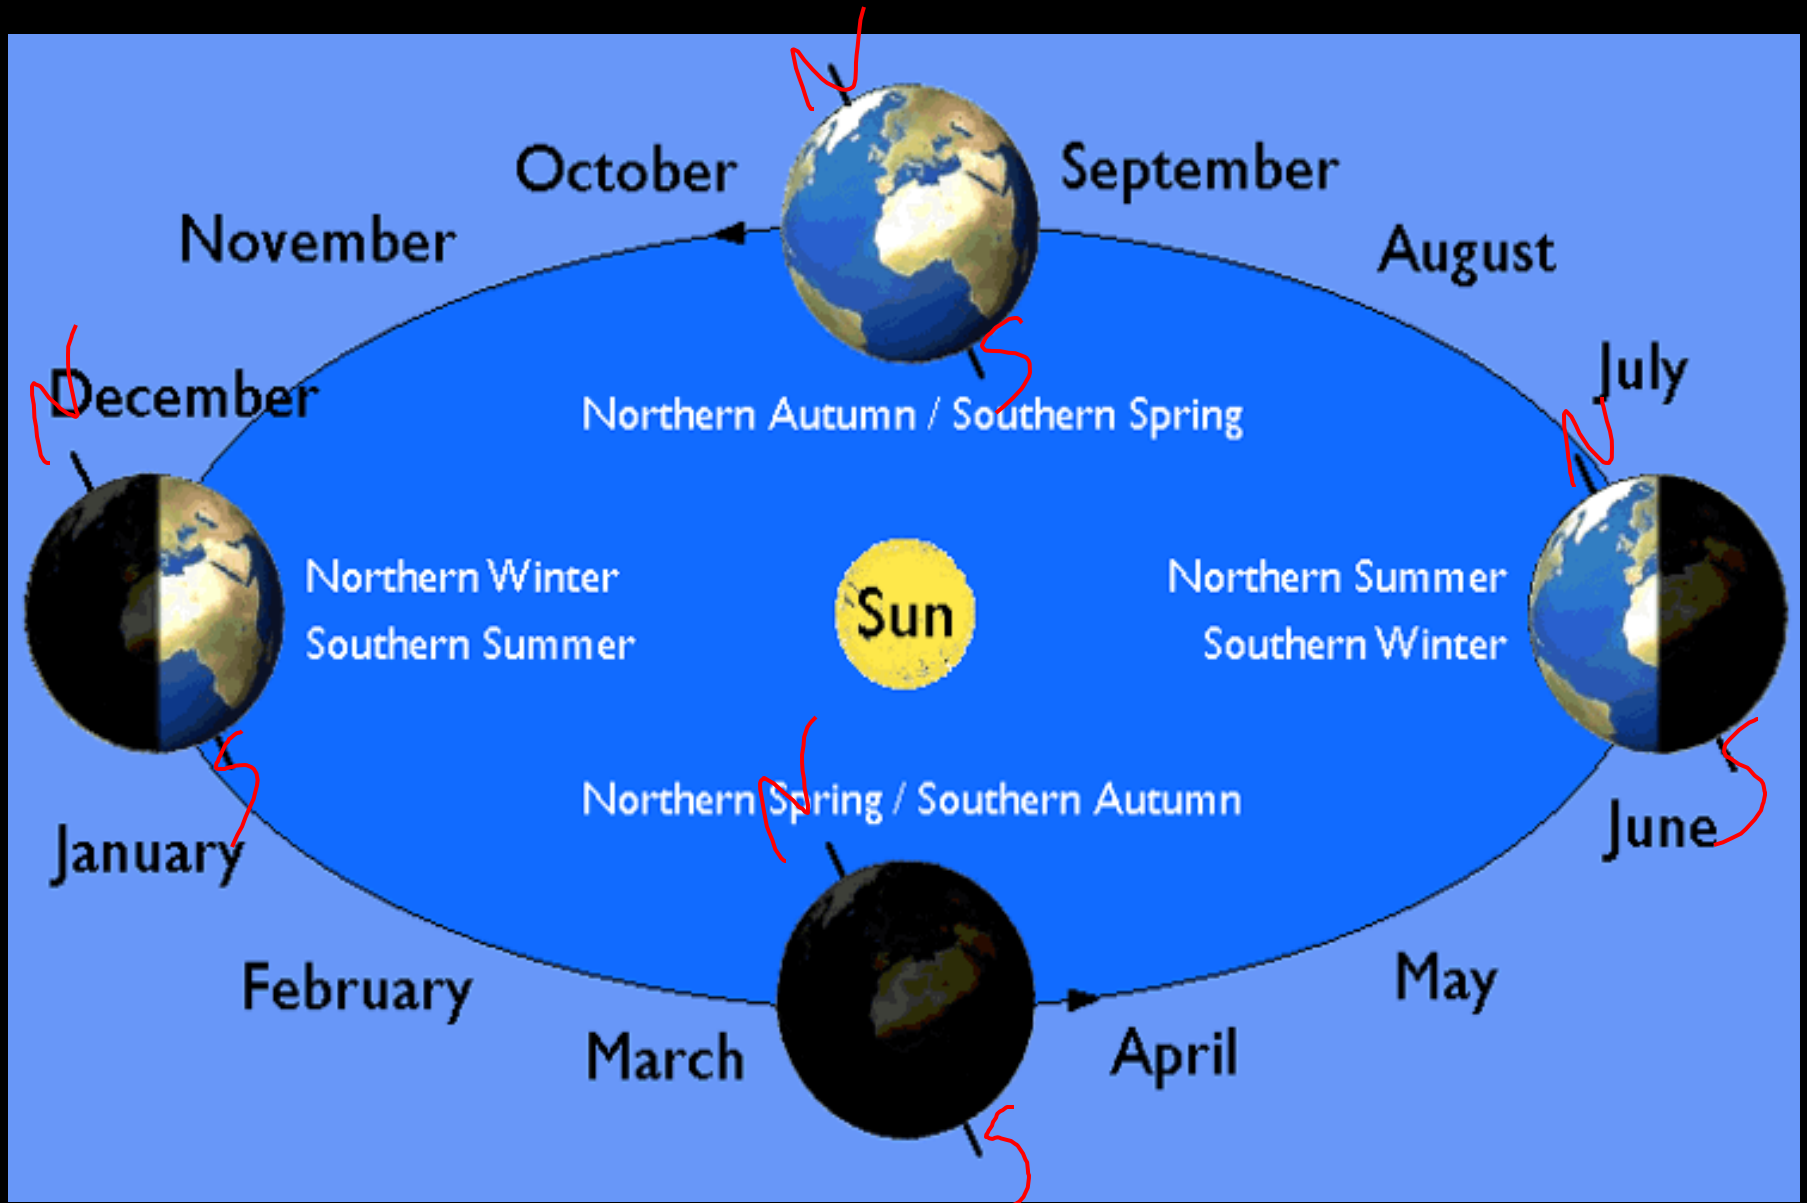 N
October
September
November
August
S
N
December
July
N
Northern Autumn / Southern Spring
Northern Winter
Southern Summer
Sun
Northern Summer
Southern Winter
N
S
S
Northern Spring / Southern Autumn
January
June
February
May
March
April
S